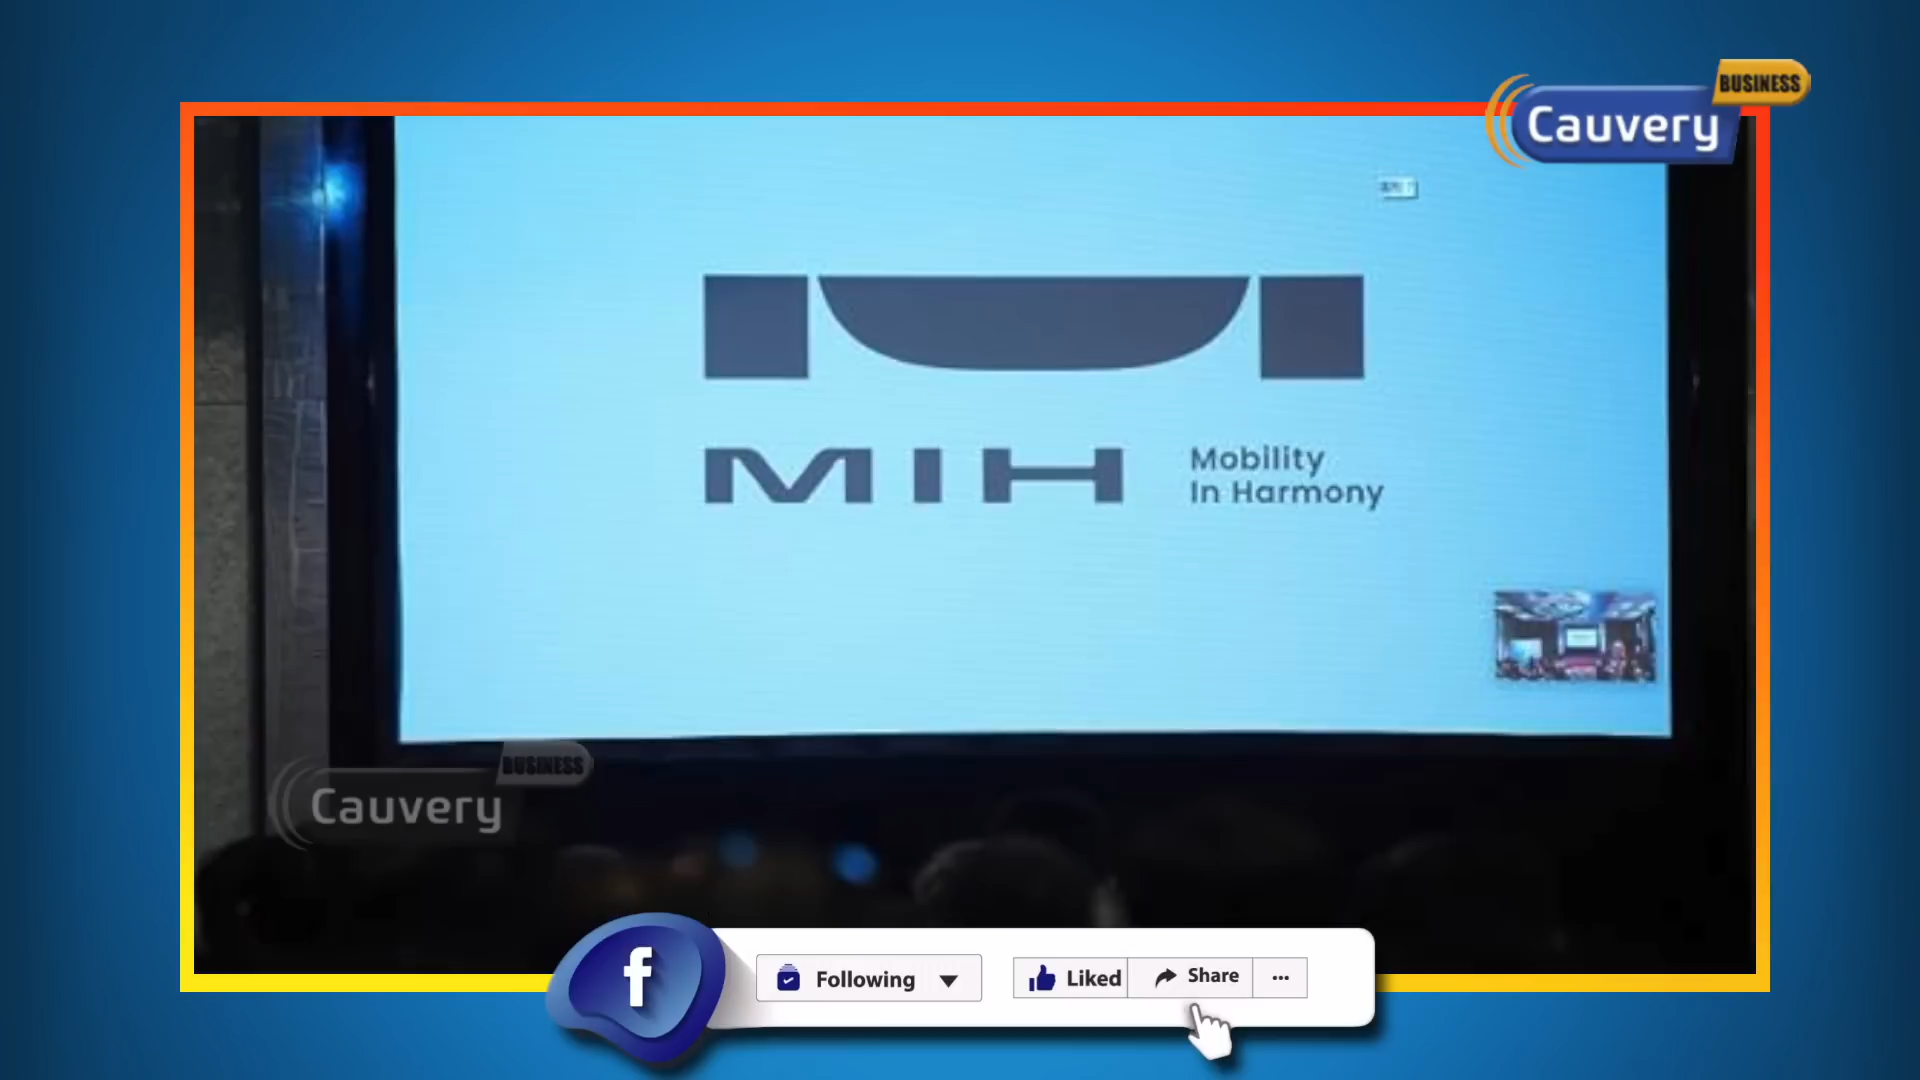 BUSINESS
Cauvery
MIH
Mobility
In Harmony
BUSINESS
Cauvery
f
Following
Liked
Share
...